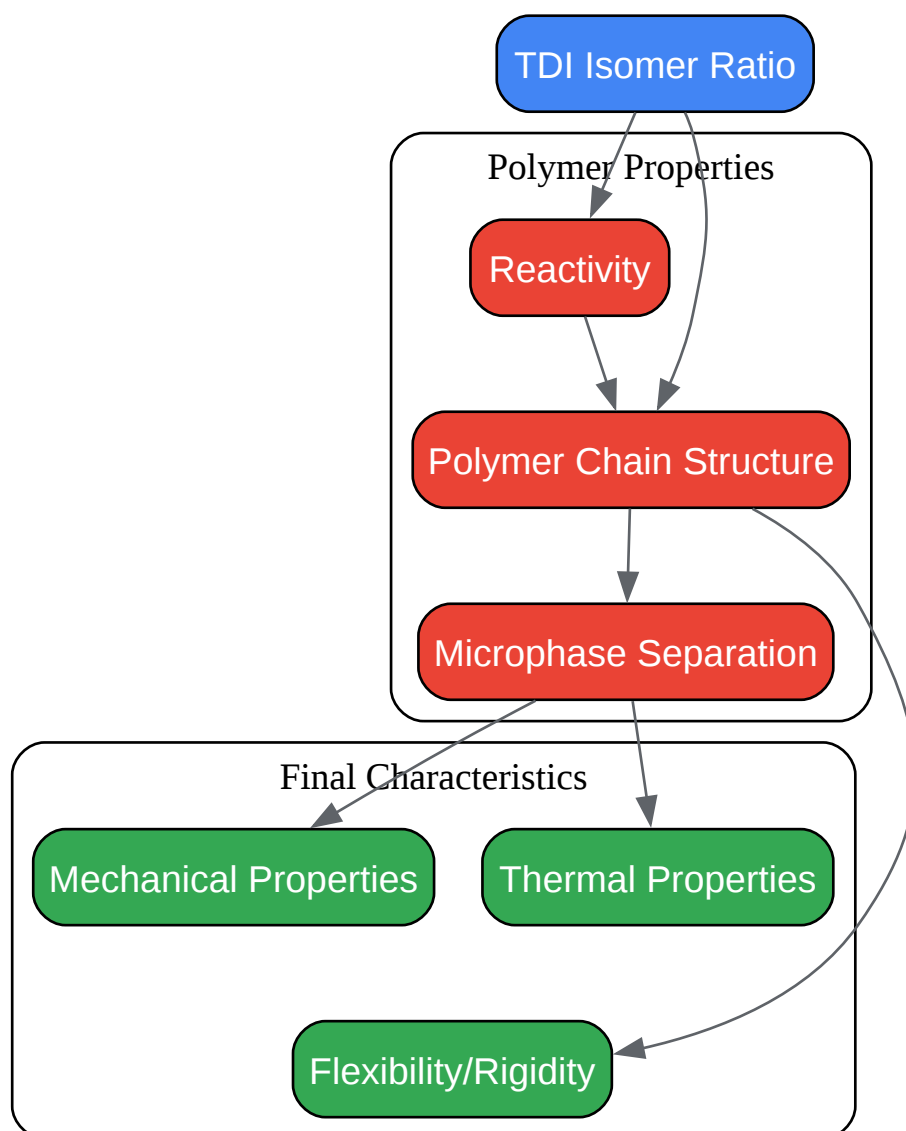 TDI Isomer Ratio
Polymer Properties
Reactivity
Polymer Chain Structure
Microphase Separation
Final Characteristics
Mechanical Properties
Thermal Properties
Flexibility/Rigidity